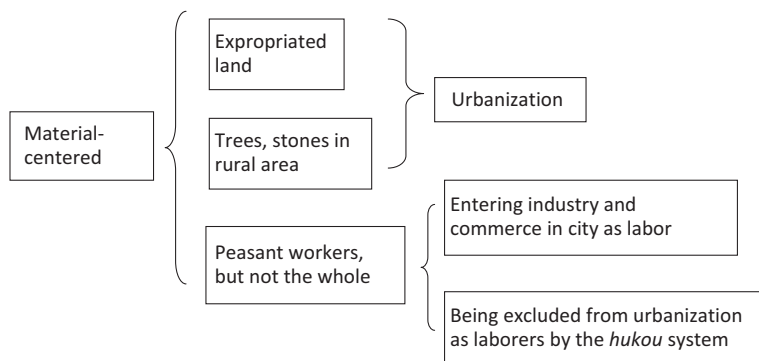 Material-
centered
Expropriated
land
Trees, stones in
rural area
Peasant workers,
but not the whole
Urbanization
Entering industry and
commerce in city as labor
Being excluded from urbanization
as laborers by the hukou system